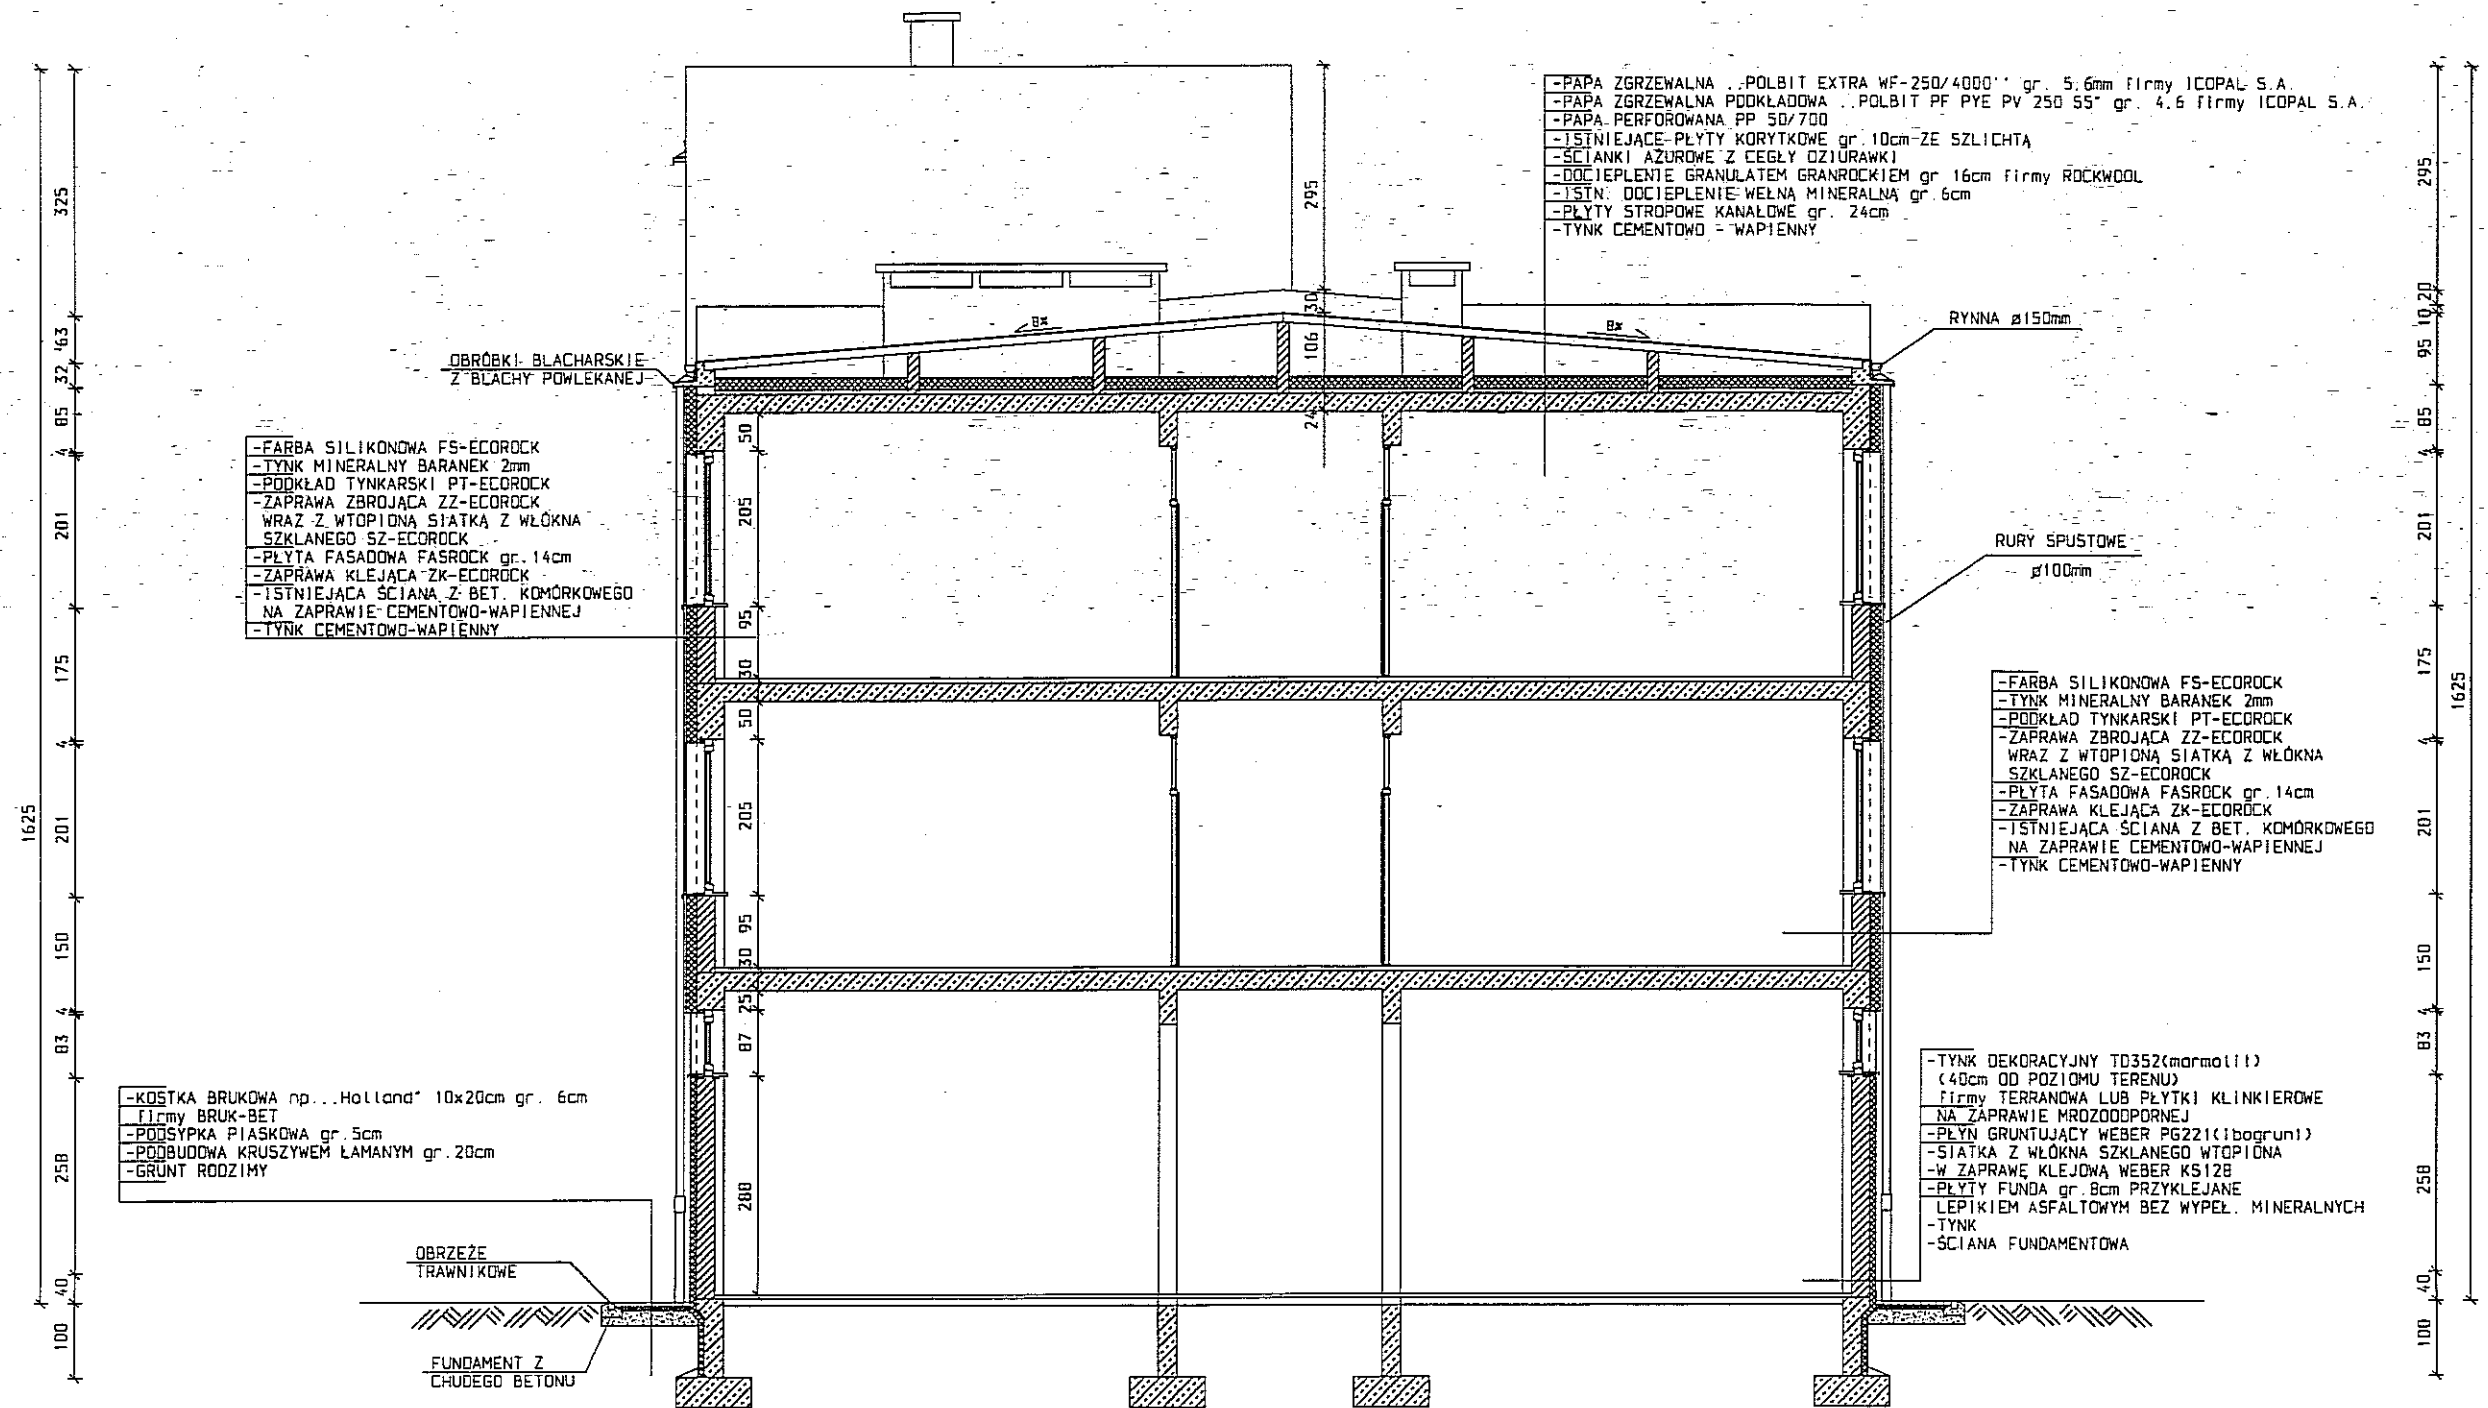 -PAPA ZGRZEWALNA ,,POLBIT EXTRA WF-250/4000'' gr. 5,6mm firmy ICOPAL S.A.
-PAPA ZGRZEWALNA PODKŁADOWA ,,POLBIT PF PYE PV 250 S5" gr. 4,6 firmy ICOPAL S.A.
-PAPA PERFOROWANA PP 50/700
-ISTNIEJĄCE PŁYTY KORYTKOWE gr. 10cm ZE SZLICHTĄ
-ŚCIANKI AŻUROWE Z CEGŁY DZIURAWKI
-DOCIEPLENIE GRANULATEM GRANROCKIEM gr 16cm firmy ROCKWOOL
-ISTN. DOCIEPLENIE WEŁNĄ MINERALNĄ gr. 6cm
-PŁYTY STROPOWE KANAŁOWE gr. 24cm
-TYNK CEMENTOWO - WAPIENNY
RYNNA ø150mm
OBRÓBKI BLACHARSKIE
Z BLACHY POWLEKANEJ
8%
8%
-FARBA SILIKONOWA FS-ECOROCK
-TYNK MINERALNY BARANEK 2mm
-PODKŁAD TYNKARSKI PT-ECOROCK
-ZAPRAWA ZBROJĄCA ZZ-ECOROCK
WRAZ Z WTOPIONĄ SIATKĄ Z WŁÓKNA
SZKLANEGO SZ-ECOROCK
-PŁYTA FASADOWA FASROCK gr. 14cm
-ZAPRAWA KLEJĄCA ZK-ECOROCK
-ISTNIEJĄCA ŚCIANA Z BET. KOMÓRKOWEGO
NA ZAPRAWIE CEMENTOWO-WAPIENNEJ
-TYNK CEMENTOWO-WAPIENNY
RURY SPUSTOWE
ø100mm
-FARBA SILIKONOWA FS-ECOROCK
-TYNK MINERALNY BARANEK 2mm
-PODKŁAD TYNKARSKI PT-ECOROCK
-ZAPRAWA ZBROJĄCA ZZ-ECOROCK
WRAZ Z WTOPIONĄ SIATKĄ Z WŁÓKNA
SZKLANEGO SZ-ECOROCK
-PŁYTA FASADOWA FASROCK gr. 14cm
-ZAPRAWA KLEJĄCA ZK-ECOROCK
-ISTNIEJĄCA ŚCIANA Z BET. KOMÓRKOWEGO
NA ZAPRAWIE CEMENTOWO-WAPIENNEJ
-TYNK CEMENTOWO-WAPIENNY
-KOSTKA BRUKOWA np. ,,Holland" 10x20cm gr. 6cm
firmy BRUK-BET
-PODSYPKA PIASKOWA gr. 5cm
-PODBUDOWA KRUSZYWEM ŁAMANYM gr. 20cm
-GRUNT RODZIMY
OBRZEŻE
TRAWNIKOWE
FUNDAMENT Z
CHUDEGO BETONU
-TYNK DEKORACYJNY TD352(marmolit)
(40cm OD POZIOMU TERENU)
firmy TERRANOVA LUB PŁYTKI KLINKIEROWE
NA ZAPRAWIE MROZOODPORNEJ
-PŁYN GRUNTUJĄCY WEBER PG221(ibogrunt)
-SIATKA Z WŁÓKNA SZKLANEGO WTOPIONA
-W ZAPRAWĘ KLEJOWĄ WEBER KS128
-PŁYTY FUNDA gr. 8cm PRZYKLEJANE
LEPIKIEM ASFALTOWYM BEZ WYPEŁ. MINERALNYCH
-TYNK
-ŚCIANA FUNDAMENTOWA
1625
325
63
32
85
4
201
175
4
201
150
4
83
258
40
100
295
30
106
24
50
205
95
30
50
205
95
30
25
87
288
295
20
10
95
85
4
201
175
4
201
150
4
83
258
40
100
1625